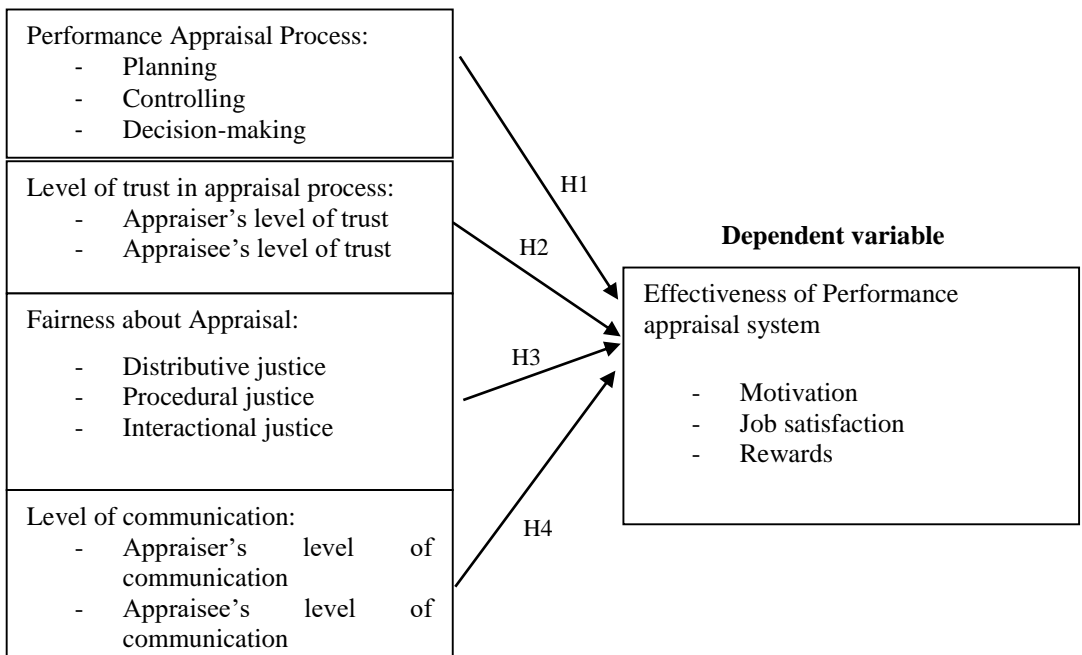 Performance Appraisal Process:
- Planning
- Controlling
- Decision-making
Level of trust in appraisal process:
- Appraiser’s level of trust
- Appraisee’s level of trust
Fairness about Appraisal:
- Distributive justice
- Procedural justice
- Interactional justice
Level of communication:
- Appraiser’s level of
communication
- Appraisee’s level of
communication
H1
H2
H3
H4
Dependent variable
Effectiveness of Performance
appraisal system
- Motivation
- Job satisfaction
- Rewards